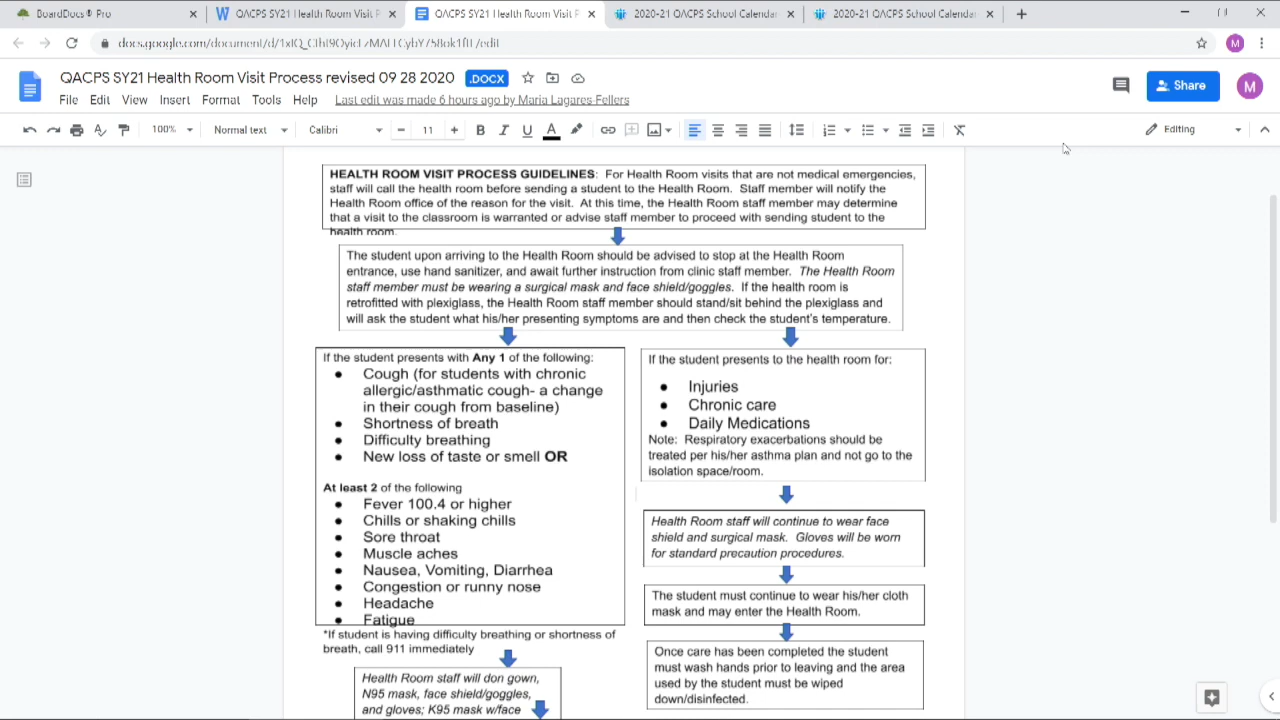 BoardDocs® Pro
QACPS SY21 Health Room Visit P
QACPS SY21 Health Room Visit P
2020-21 QACPS School Calendar
2020-21 QACPS School Calendar
QACPS SY21 Health Room Visit Process revised 09 28 2020 .DOCX
Share
M
File Edit View Insert Format Tools Help Last edit was made 6 hours ago by Maria Lagares-Fellers
100% Normal text Calibri 11 B I U A Editing
HEALTH ROOM VISIT PROCESS GUIDELINES: For Health Room visits that are not medical emergencies,
staff will call the health room before sending a student to the Health Room. Staff member will notify the
Health Room office of the reason for the visit. At this time, the Health Room staff member may determine
that a visit to the classroom is warranted or advise staff member to proceed with sending student to the
health room.
The student upon arriving to the Health Room should be advised to stop at the Health Room
entrance, use hand sanitizer, and await further instruction from clinic staff member. The Health Room
staff member must be wearing a surgical mask and face shield/goggles. If the health room is
retrofitted with plexiglass, the Health Room staff member should stand/sit behind the plexiglass and
will ask the student what his/her presenting symptoms are and then check the student's temperature.
If the student presents with Any 1 of the following:
● Cough (for students with chronic
allergic/asthmatic cough- a change
in their cough from baseline)
● Shortness of breath
● Difficulty breathing
● New loss of taste or smell OR
At least 2 of the following
● Fever 100.4 or higher
● Chills or shaking chills
● Sore throat
● Muscle aches
● Nausea, Vomiting, Diarrhea
● Congestion or runny nose
● Headache
● Fatigue
*If student is having difficulty breathing or shortness of
breath, call 911 immediately
Health Room staff will don gown,
N95 mask, face shield/goggles,
and gloves; K95 mask w/face
If the student presents to the health room for:
● Injuries
● Chronic care
● Daily Medications
Note: Respiratory exacerbations should be
treated per his/her asthma plan and not go to the
isolation space/room.
Health Room staff will continue to wear face
shield and surgical mask. Gloves will be worn
for standard precaution procedures.
The student must continue to wear his/her cloth
mask and may enter the Health Room.
Once care has been completed the student
must wash hands prior to leaving and the area
used by the student must be wiped
down/disinfected.